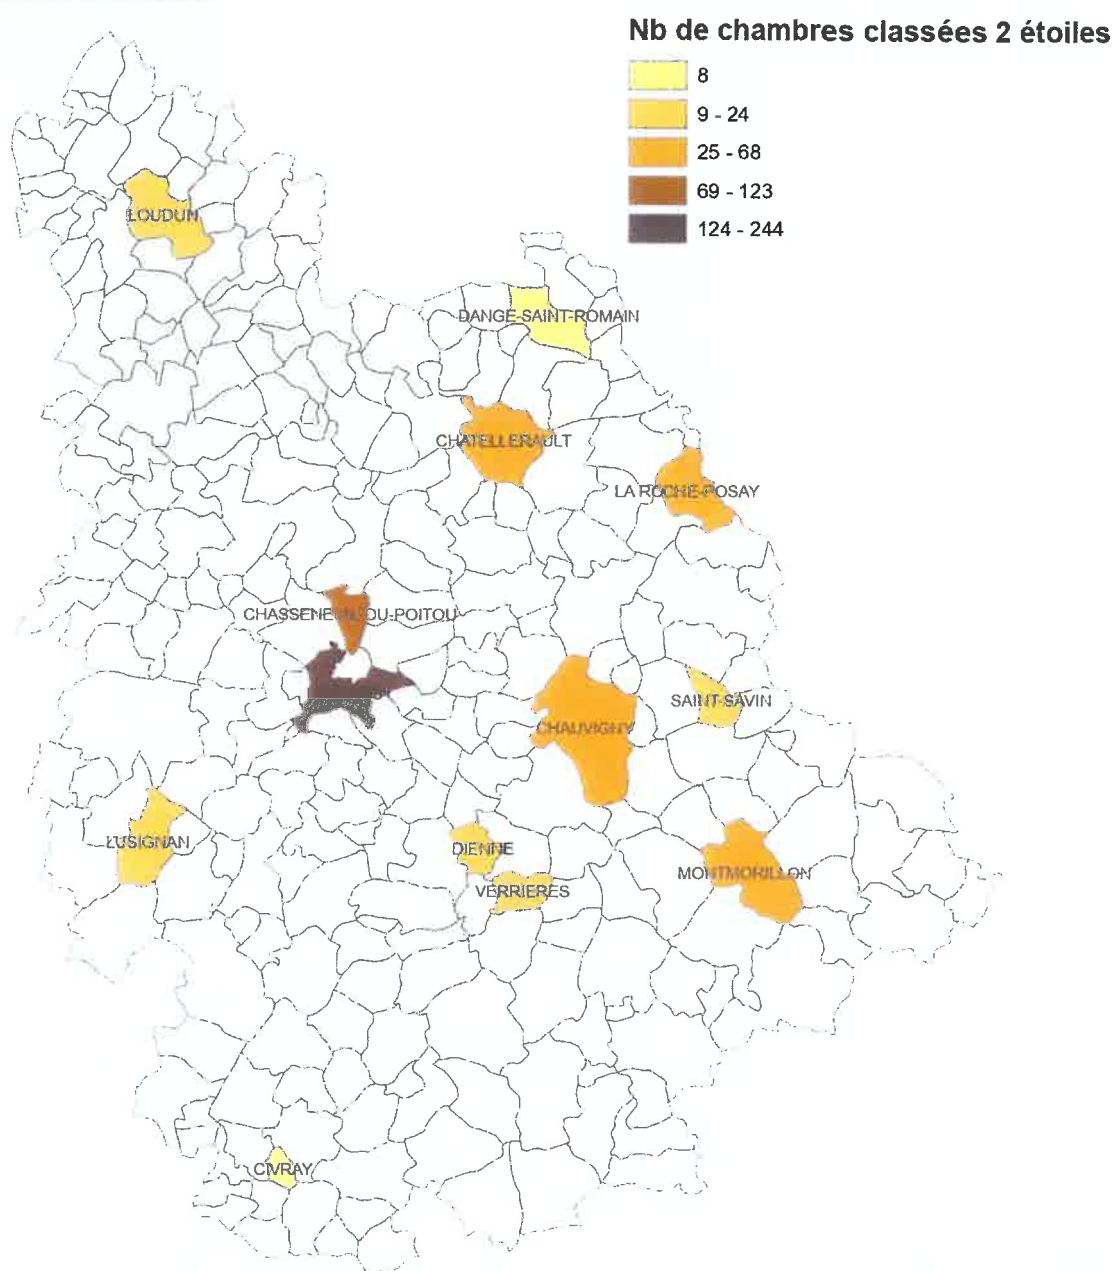 Nb de chambres classées 2 étoiles
8
9 - 24
25 - 68
69 - 123
124 - 244
LOUDUN
DANGE-SAINT-ROMAIN
CHATELLERAULT
LA ROCHE-POSAY
CHASSENEUIL-DU-POITOU
SAINT-SAVIN
CHAUVIGNY
LUSIGNAN
DIENNE
MONTMORILLON
VERRIERES
CIVRAY